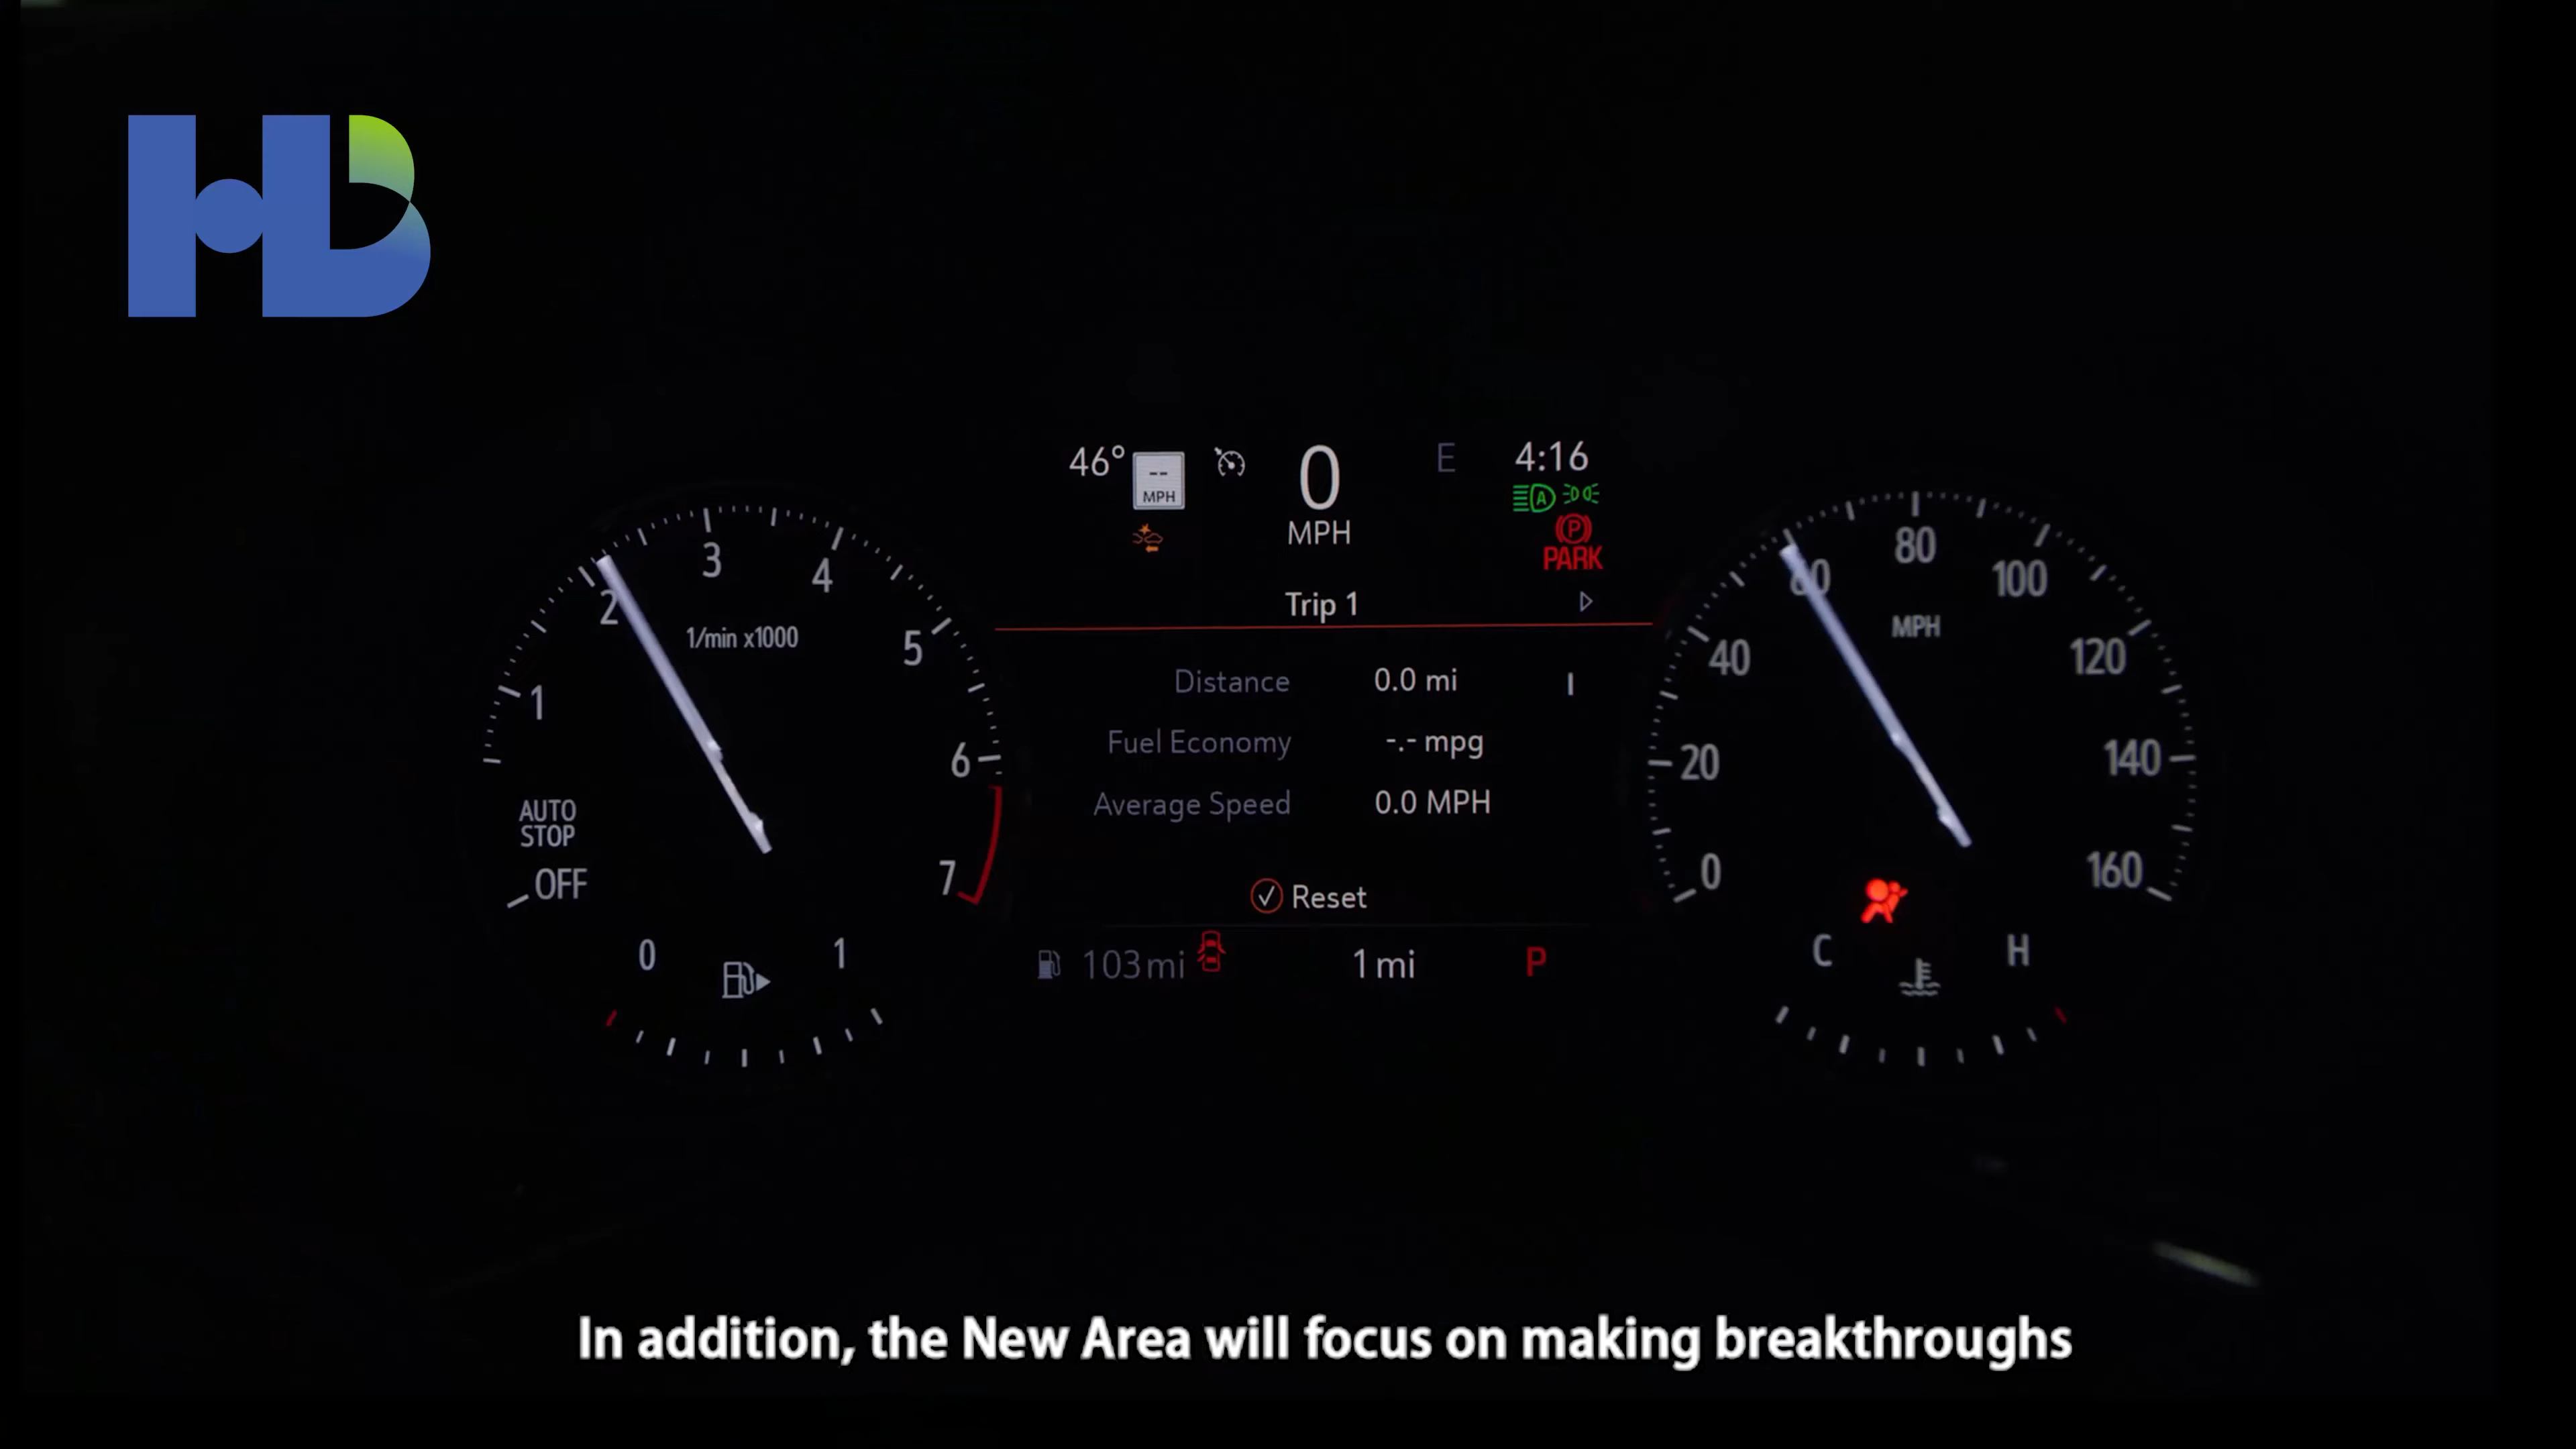 HD
46° -- MPH 0 MPH E 4:16
A
P
PARK
Trip 1
Distance 0.0 mi
Fuel Economy -.- mpg
Average Speed 0.0 MPH
Reset
103 mi 1 mi P
1 2 3 4 5 6 7
1/min x1000
AUTO
STOP
OFF
0 1
0 20 40 60 80 100 120 140 160
MPH
C H
In addition, the New Area will focus on making breakthroughs